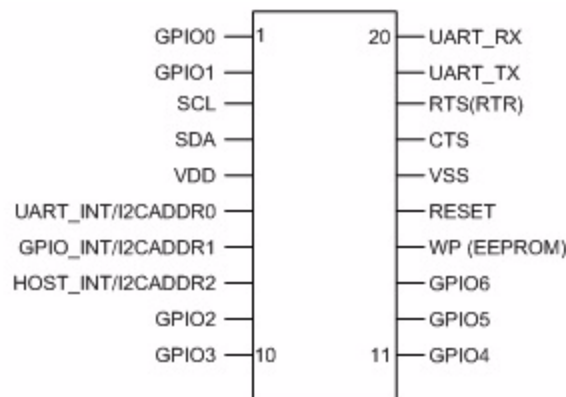 GPIO0 1 20 UART_RX
GPIO1 UART_TX
SCL RTS(RTR)
SDA CTS
VDD VSS
UART_INT/I2CADDR0 RESET
GPIO_INT/I2CADDR1 WP (EEPROM)
HOST_INT/I2CADDR2 GPIO6
GPIO2 GPIO5
GPIO3 10 11 GPIO4